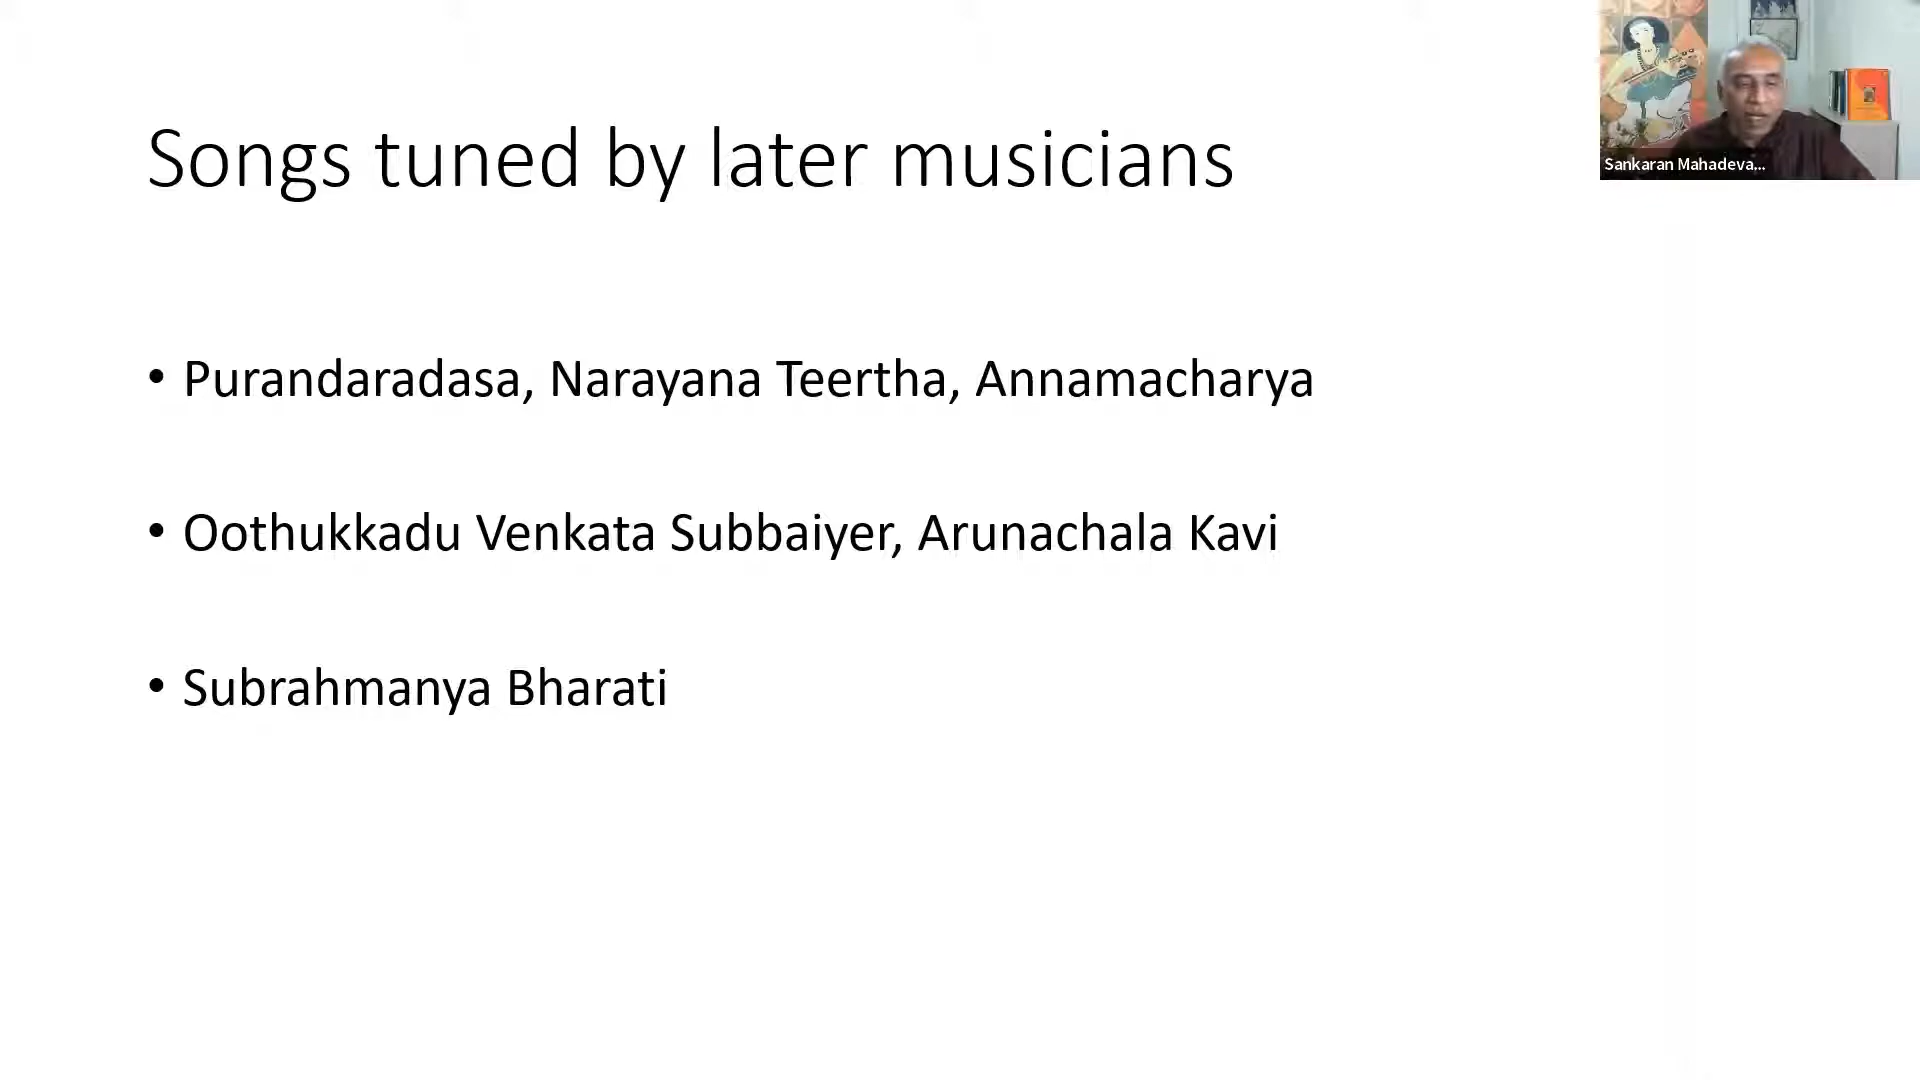 Songs tuned by later musicians
Sankaran Mahadeva...
• Purandaradasa, Narayana Teertha, Annamacharya
• Oothukkadu Venkata Subbaiyer, Arunachala Kavi
• Subrahmanya Bharati